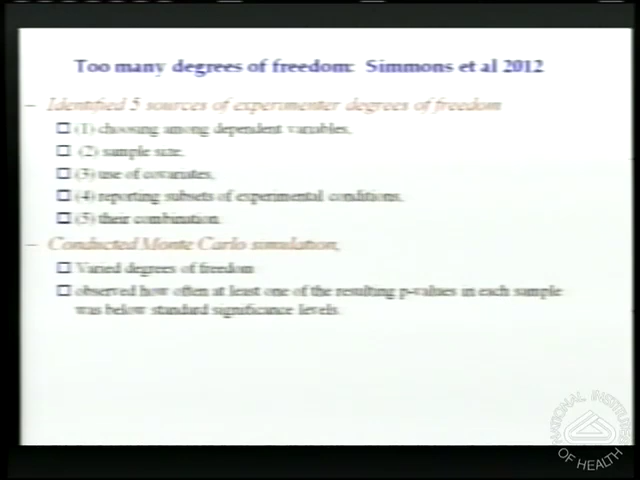 Too many degrees of freedom: Simmons et al 2012
– Identified 5 sources of experimenter degrees of freedom
(1) choosing among dependent variables,
(2) sample size,
(3) use of covariates,
(4) reporting subsets of experimental conditions,
(5) their combination.
– Conducted Monte Carlo simulation,
Varied degrees of freedom
observed how often at least one of the resulting p-values in each sample
was below standard significance levels.
NATIONAL INSTITUTES
OF HEALTH